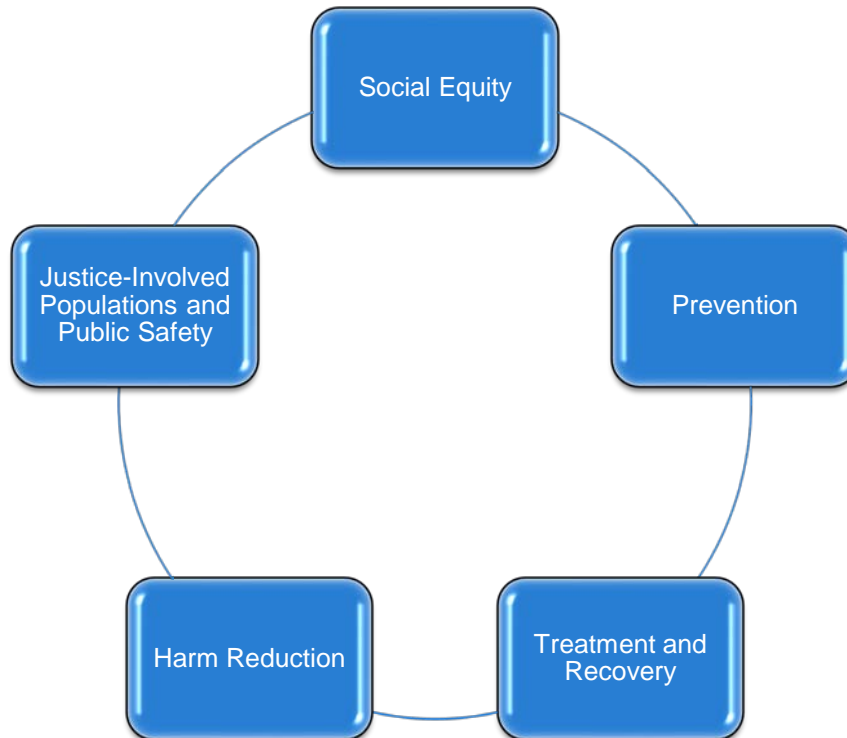 Social Equity
Prevention
Treatment and
Recovery
Harm Reduction
Justice-Involved
Populations and
Public Safety